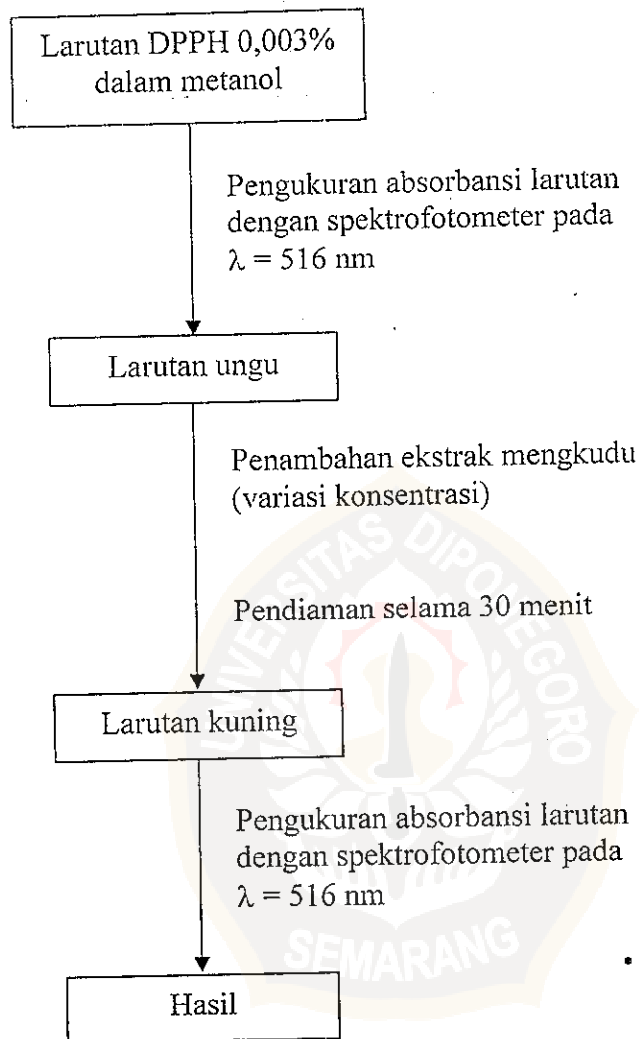 Larutan DPPH 0,003%
dalam metanol
Pengukuran absorbansi larutan
dengan spektrofotometer pada
λ = 516 nm
Larutan ungu
Penambahan ekstrak mengkudu
(variasi konsentrasi)
Pendiaman selama 30 menit
Larutan kuning
Pengukuran absorbansi larutan
dengan spektrofotometer pada
λ = 516 nm
Hasil
UNIVERSITAS DIPONEGORO
SEMARANG